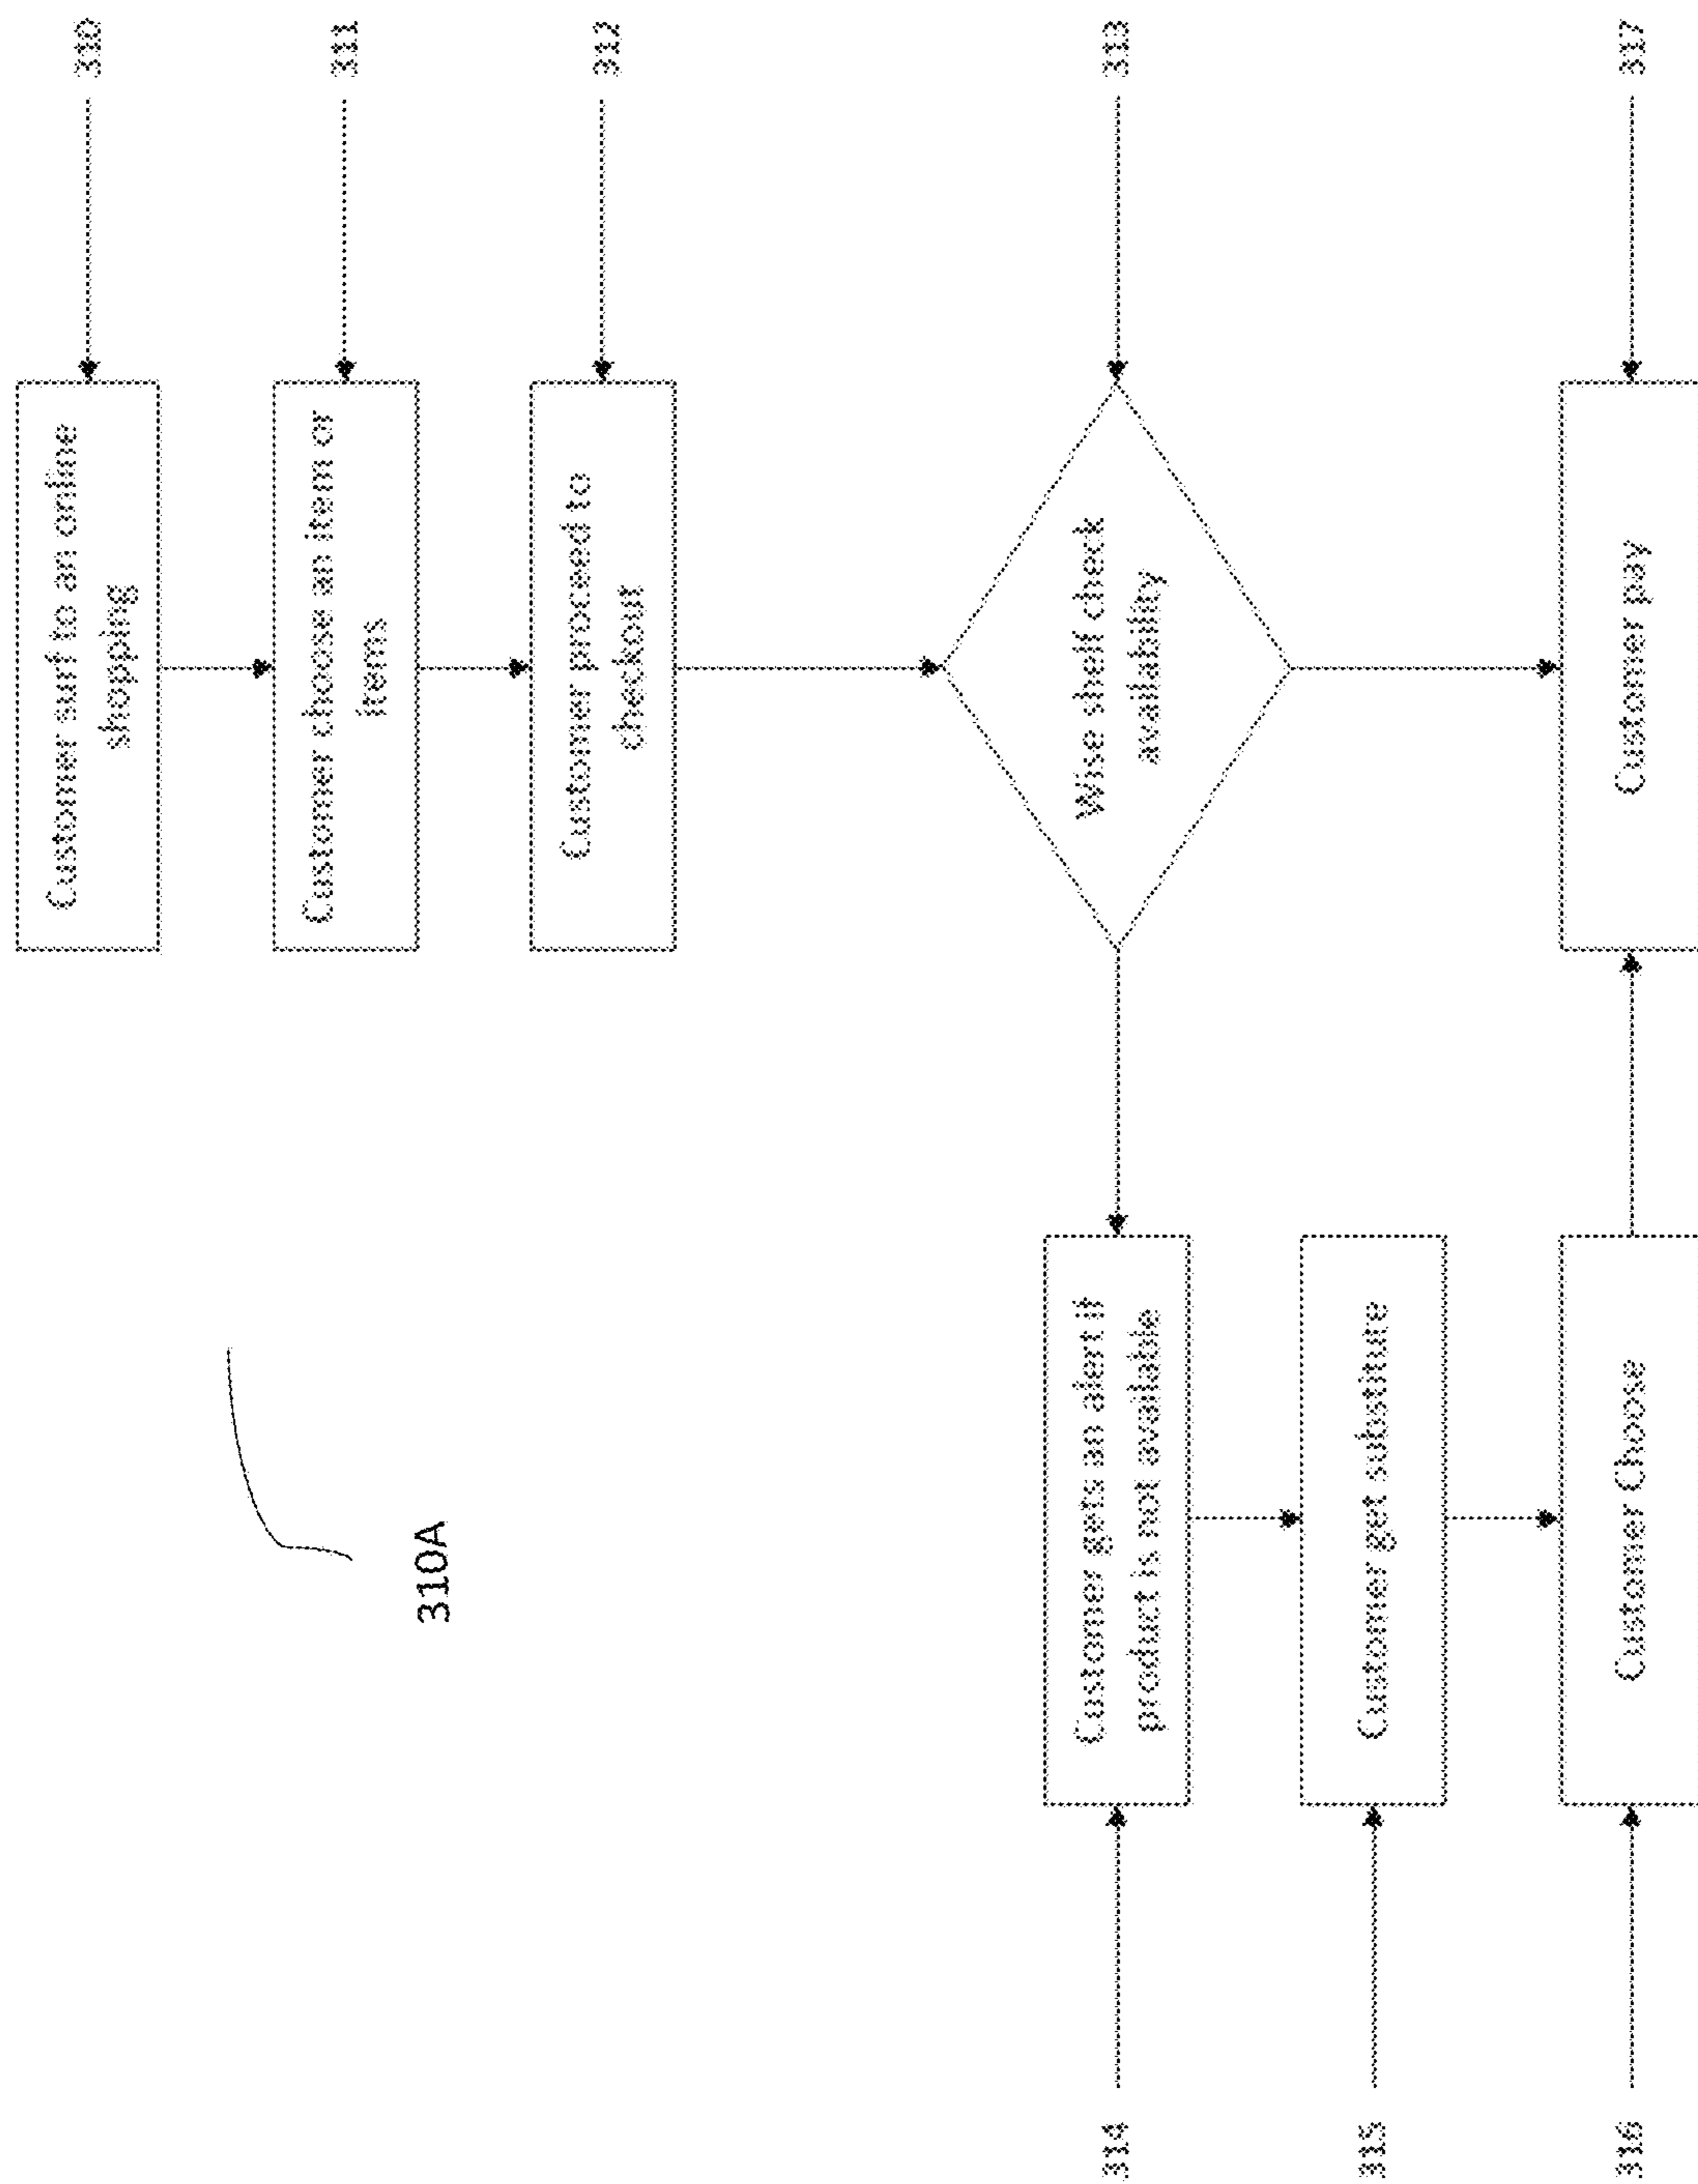 310
Customer surf to an online
shopping
311
Customer choose an item or
items
312
Customer proceed to
checkout
310A
313
Wise shelf check
availability
314
Customer gets an alert if
product is not available
315
Customer get substitute
316
Customer Choose
317
Customer pay